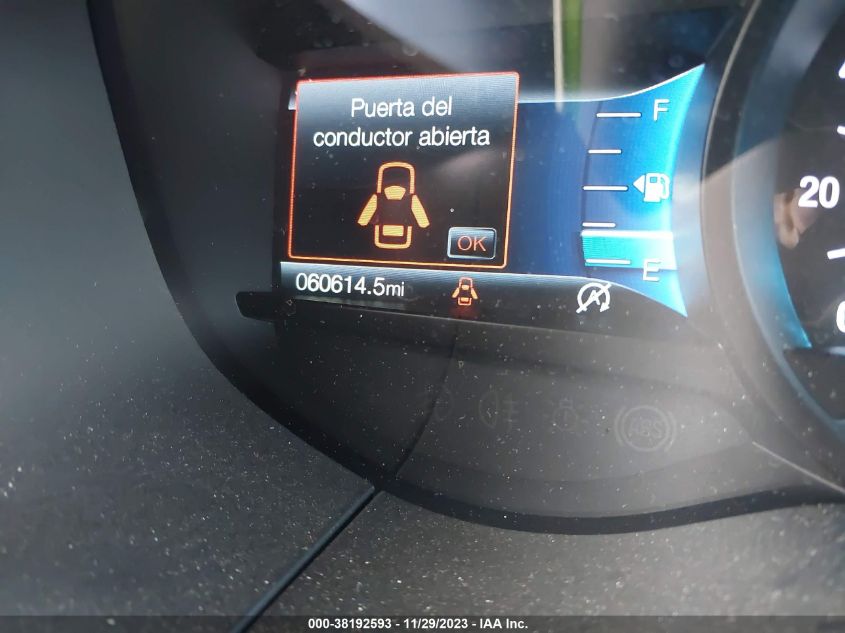 Puerta del
conductor abierta
OK
F
E
060614.5mi
20
ABS
000-38192593 - 11/29/2023 - IAA Inc.